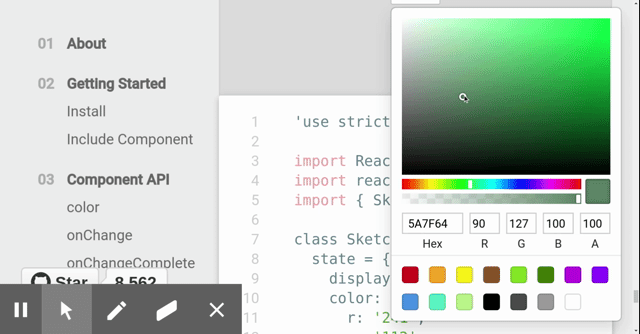 01 About
02 Getting Started
Install
Include Component
03 Component API
color
onChange
onChangeComplete
Star 8,562
1 'use strict
2
3 import Reac
4 import reac
5 import { Sk
6
7 class Sketc
8 state = {
9 display
10 color:
11 r: '241',
5A7F64 90 127 100 100
Hex R G B A